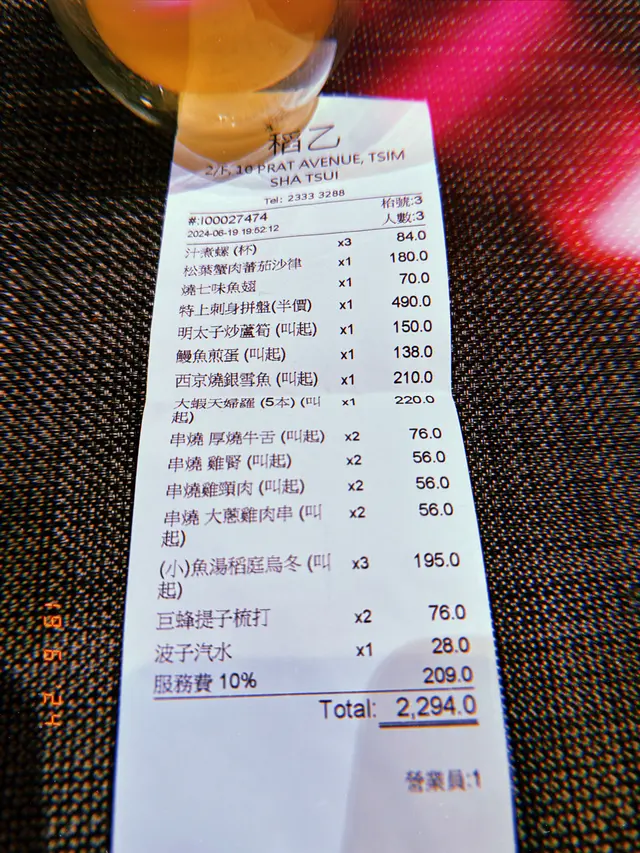 稻乙
2/F, 10 PRAT AVENUE, TSIM
SHA TSUI
Tel: 2333 3288
#:I00027474 枱號:3
2024-06-19 19:52:12 人數:3
汁煮螺 (杯) x3 84.0
松葉蟹肉蕃茄沙律 x1 180.0
燒七味魚翅 x1 70.0
特上刺身拼盤(半價) x1 490.0
明太子炒蘆筍 (叫起) x1 150.0
鰻魚煎蛋 (叫起) x1 138.0
西京燒銀雪魚 (叫起) x1 210.0
大蝦天婦羅 (5本) (叫 x1 220.0
起)
串燒 厚燒牛舌 (叫起) x2 76.0
串燒 雞腎 (叫起) x2 56.0
串燒雞頸肉 (叫起) x2 56.0
串燒 大蔥雞肉串 (叫 x2 56.0
起)
(小)魚湯稻庭烏冬 (叫 x3 195.0
起)
巨蜂提子梳打 x2 76.0
波子汽水 x1 28.0
服務費 10% 209.0
Total: 2,294.0
營業員:1
19 6 24